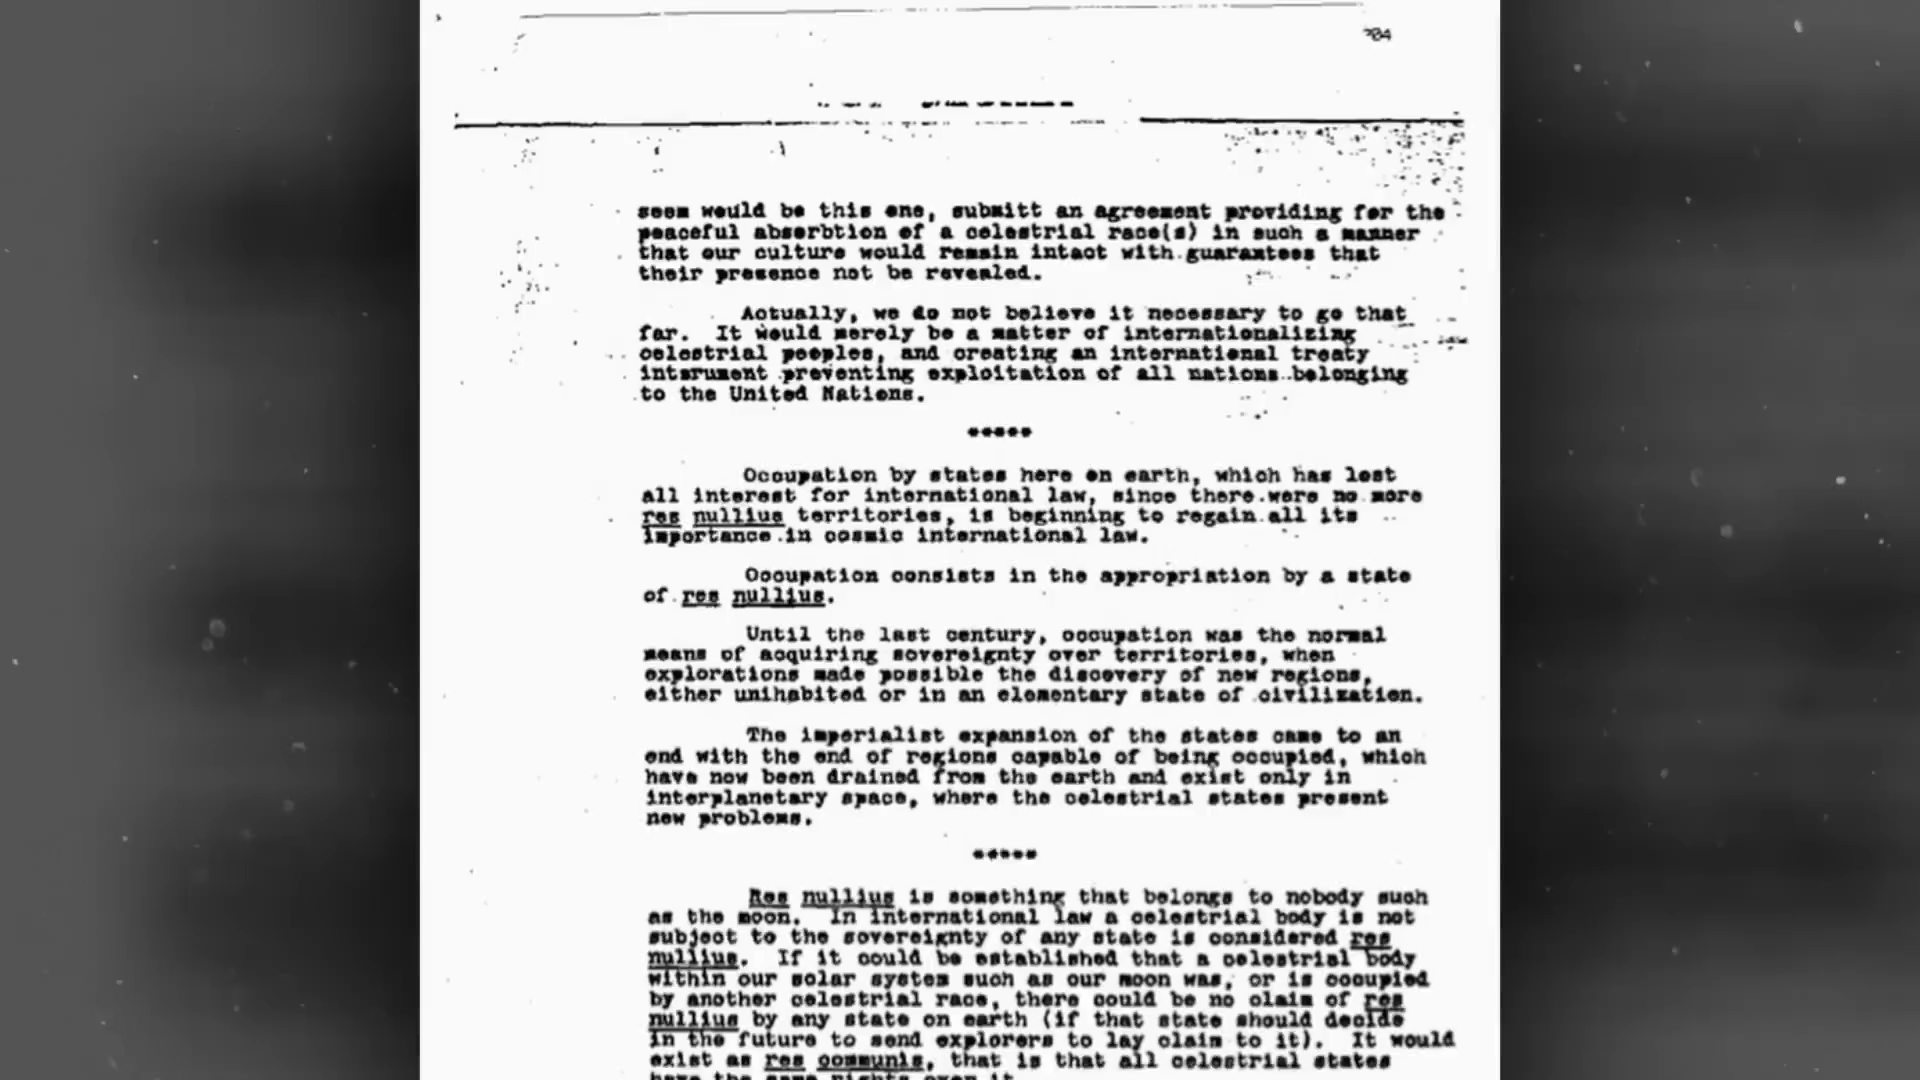 seem would be this one, submitt an agreement providing for the
peaceful absorbtion of a celestrial race(s) in such a manner
that our culture would remain intact with guarantees that
their presence not be revealed.
Actually, we do not believe it necessary to go that
far. It would merely be a matter of internationalizing
celestrial peoples, and creating an international treaty
intsrument preventing exploitation of all nations belonging
to the United Nations.
*****
Occupation by states here on earth, which has lost
all interest for international law, since there were no more
res nullius territories, is beginning to regain all its
importance in cosmic international law.
Occupation consists in the appropriation by a state
of res nullius.
Until the last century, occupation was the normal
means of acquiring sovereignty over territories, when
explorations made possible the discovery of new regions,
either unihabited or in an elementary state of civilization.
The imperialist expansion of the states came to an
end with the end of regions capable of being occupied, which
have now been drained from the earth and exist only in
interplanetary space, where the celestrial states present
new problems.
*****
Res nullius is something that belongs to nobody such
as the moon. In international law a celestrial body is not
subject to the sovereignty of any state is considered res
nullius. If it could be established that a celestrial body
within our solar system such as our moon was, or is occupied
by another celestrial race, there could be no claim of res
nullius by any state on earth (if that state should decide
in the future to send explorers to lay claim to it). It would
exist as res communis, that is that all celestrial states
have the same rights over it.